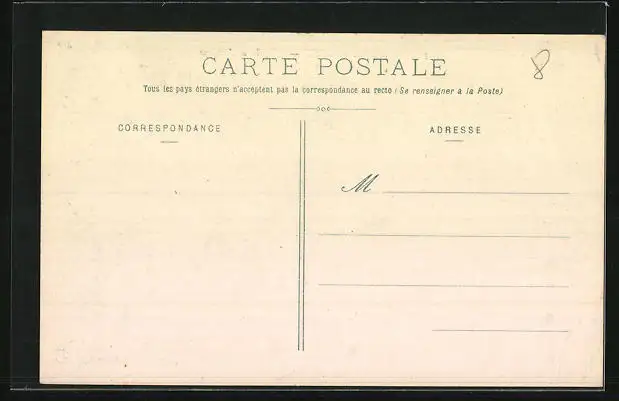 8
CARTE POSTALE
Tous les pays étrangers n'acceptent pas la correspondance au recto (Se renseigner à la Poste)
CORRESPONDANCE
ADRESSE
M